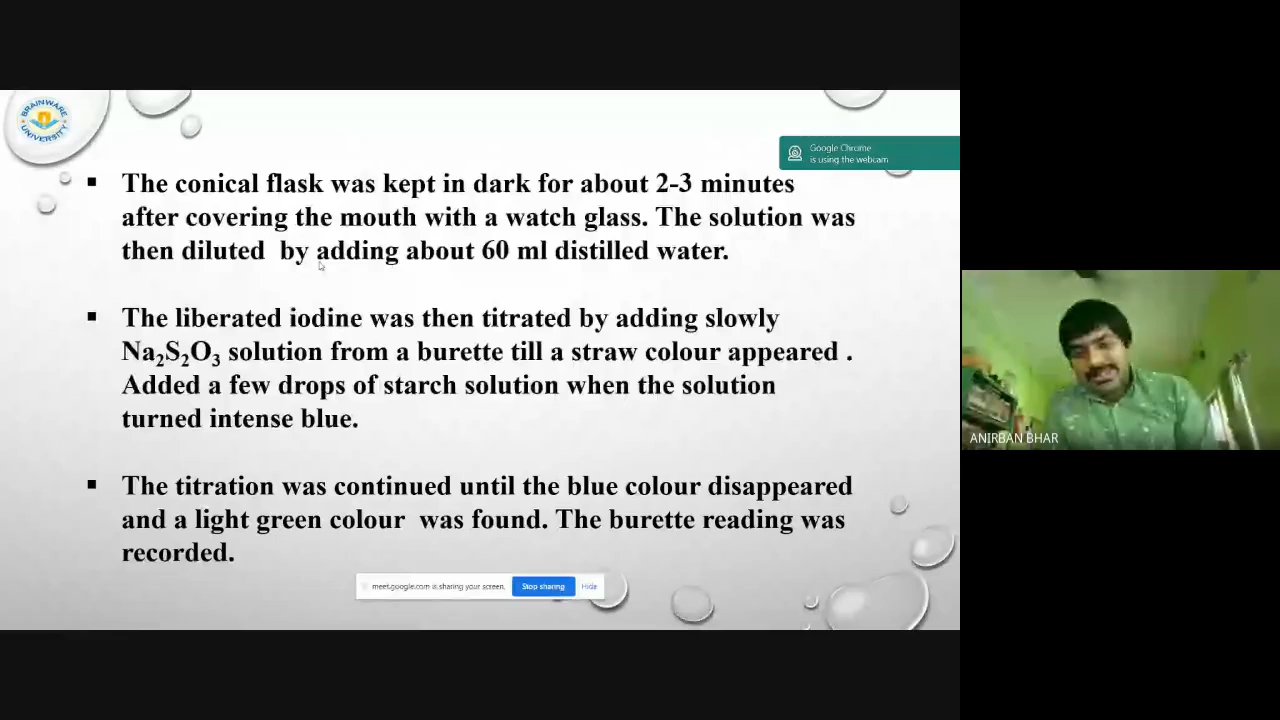 BRAINWARE
UNIVERSITY
Google Chrome
is using the webcam
▪ The conical flask was kept in dark for about 2-3 minutes
after covering the mouth with a watch glass. The solution was
then diluted by adding about 60 ml distilled water.
▪ The liberated iodine was then titrated by adding slowly
Na₂S₂O₃ solution from a burette till a straw colour appeared .
Added a few drops of starch solution when the solution
turned intense blue.
▪ The titration was continued until the blue colour disappeared
and a light green colour was found. The burette reading was
recorded.
meet.google.com is sharing your screen.
Stop sharing
Hide
ANIRBAN BHAR